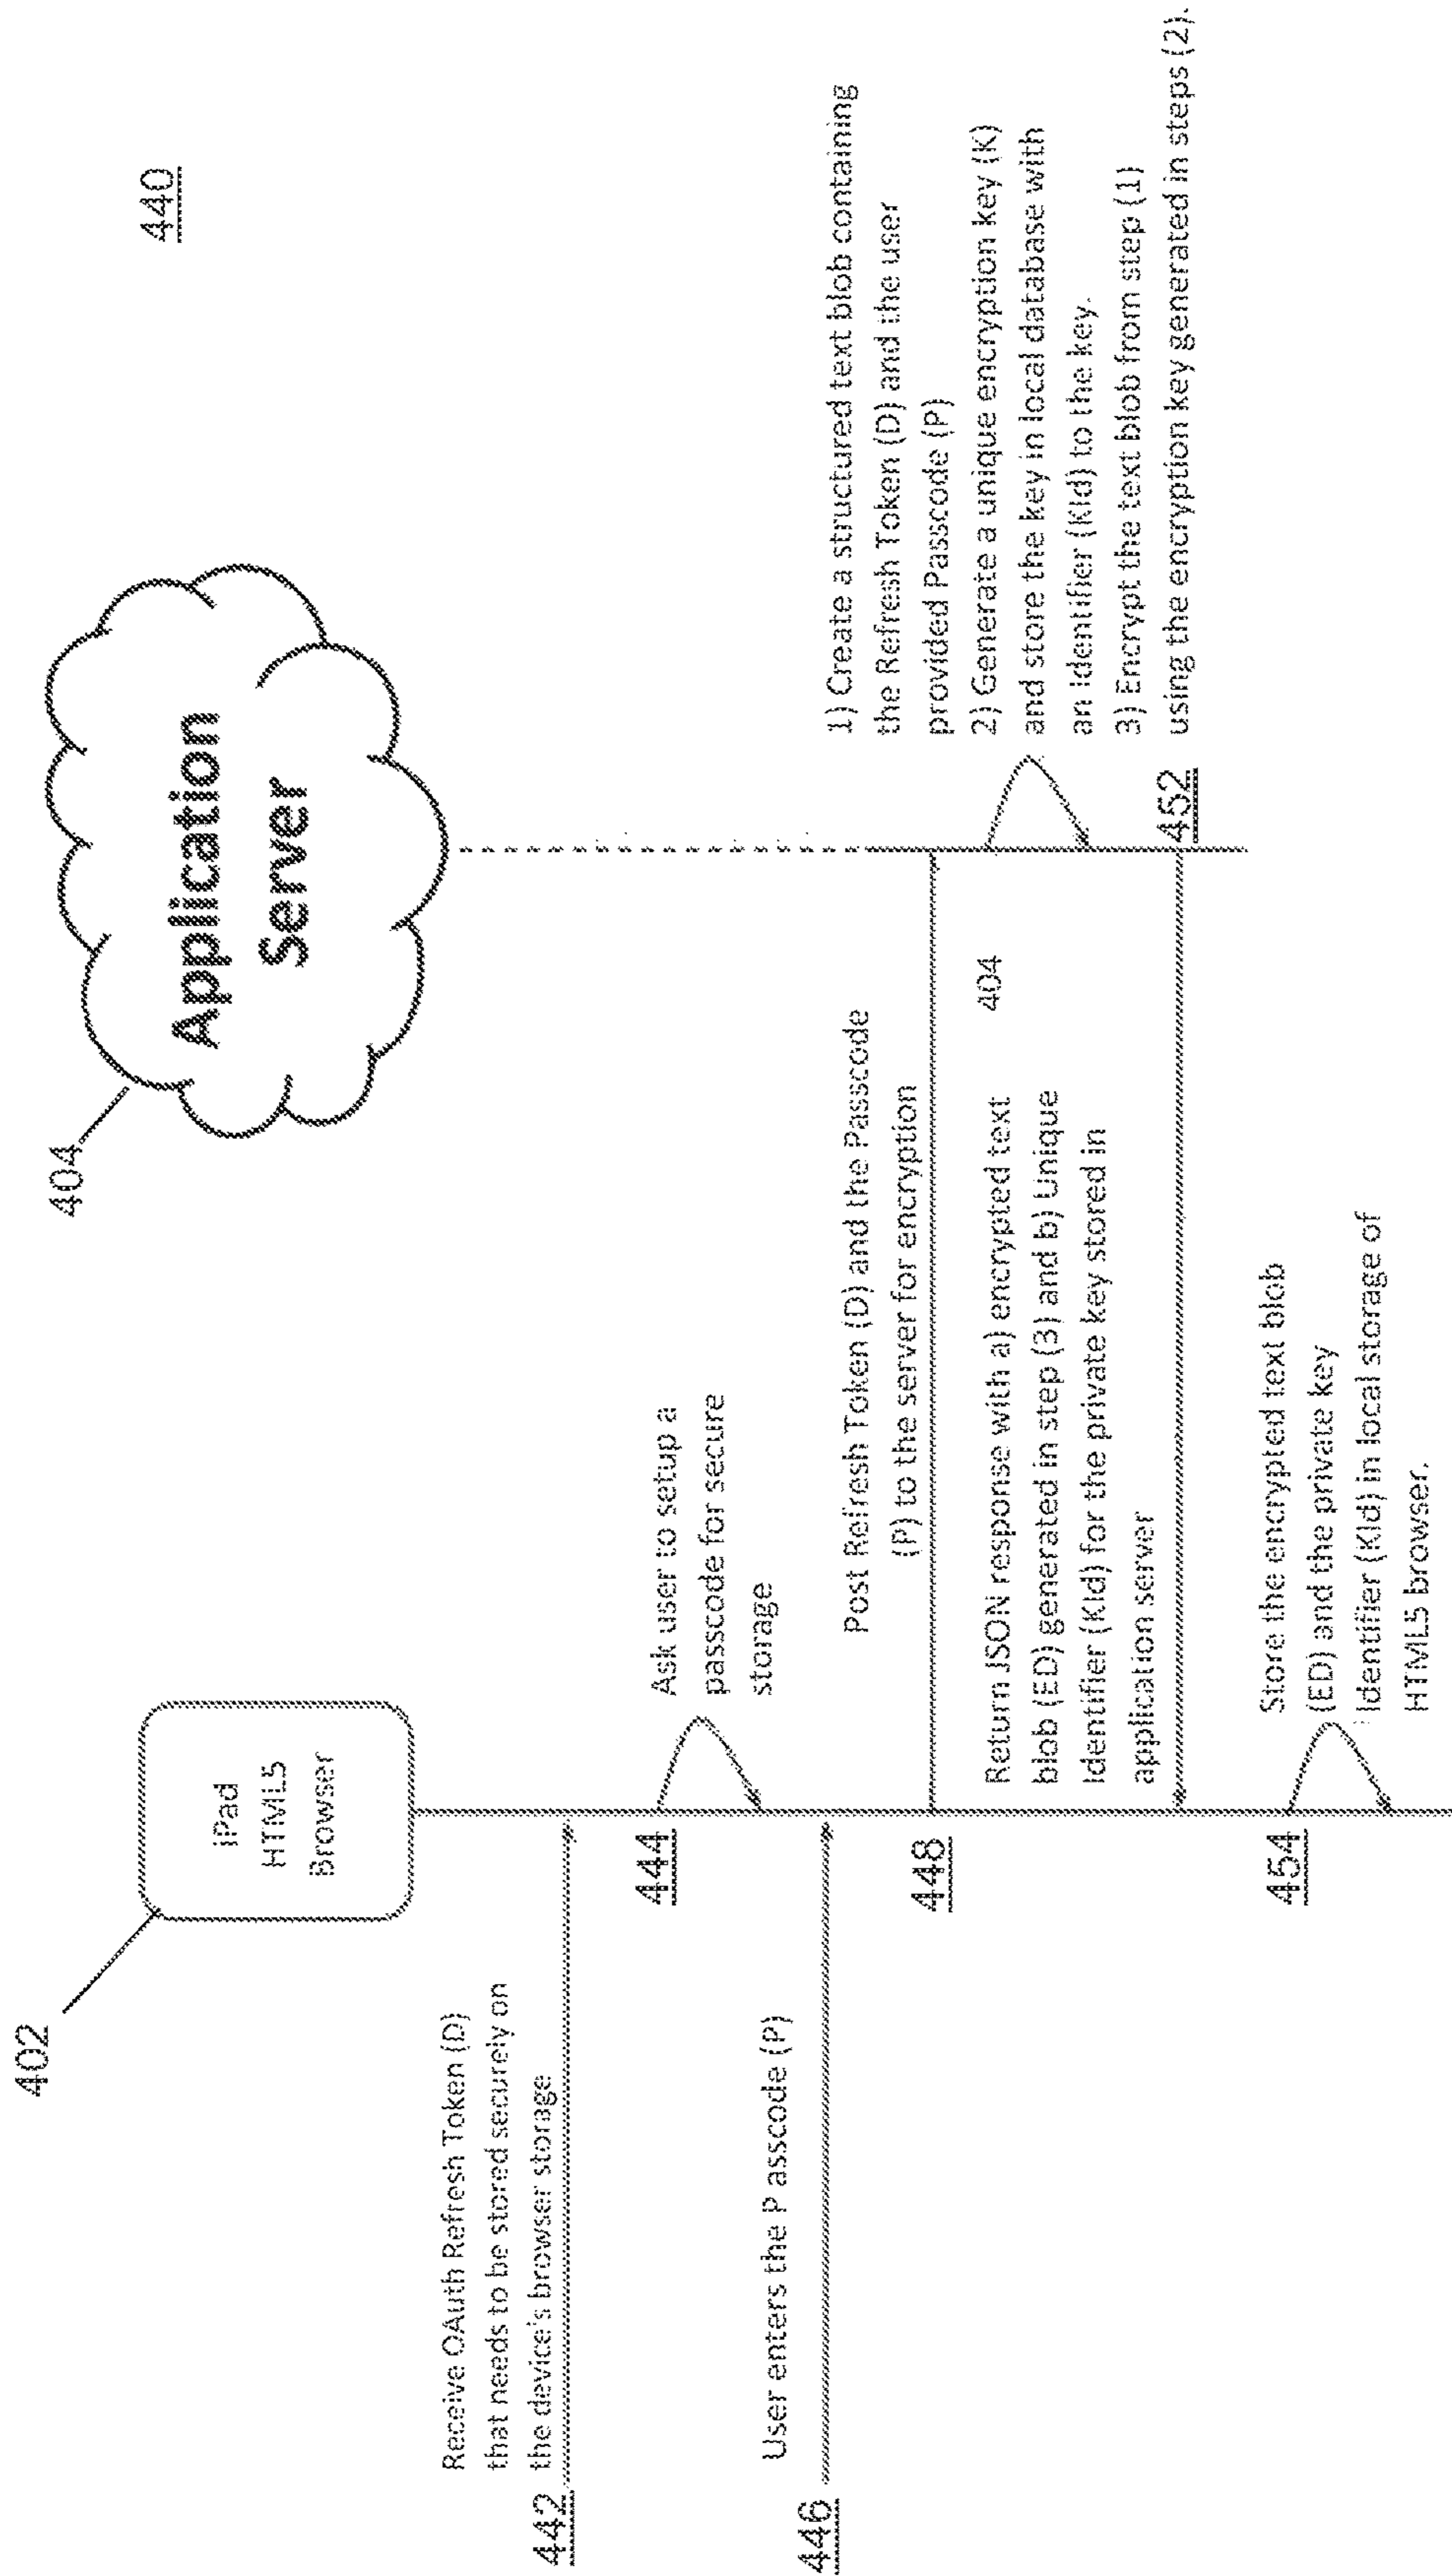 440
402
iPad
HTML5
Browser
404
Application
Server
442
Receive OAuth Refresh Token (D)
that needs to be stored securely on
the device's browser storage
444
Ask user to setup a
passcode for secure
storage
446
User enters the P asscode (P)
448
Post Refresh Token (D) and the Passcode
(P) to the server for encryption
404
1) Create a structured text blob containing
the Refresh Token (D) and the user
provided Passcode (P)
2) Generate a unique encryption key (K)
and store the key in local database with
an Identifier (KId) to the key.
3) Encrypt the text blob from step (1)
using the encryption key generated in steps (2).
452
Return JSON response with a) encrypted text
blob (ED) generated in step (3) and b) Unique
Identifier (KId) for the private key stored in
application server
454
Store the encrypted text blob
(ED) and the private key
Identifier (KId) in local storage of
HTML5 browser.